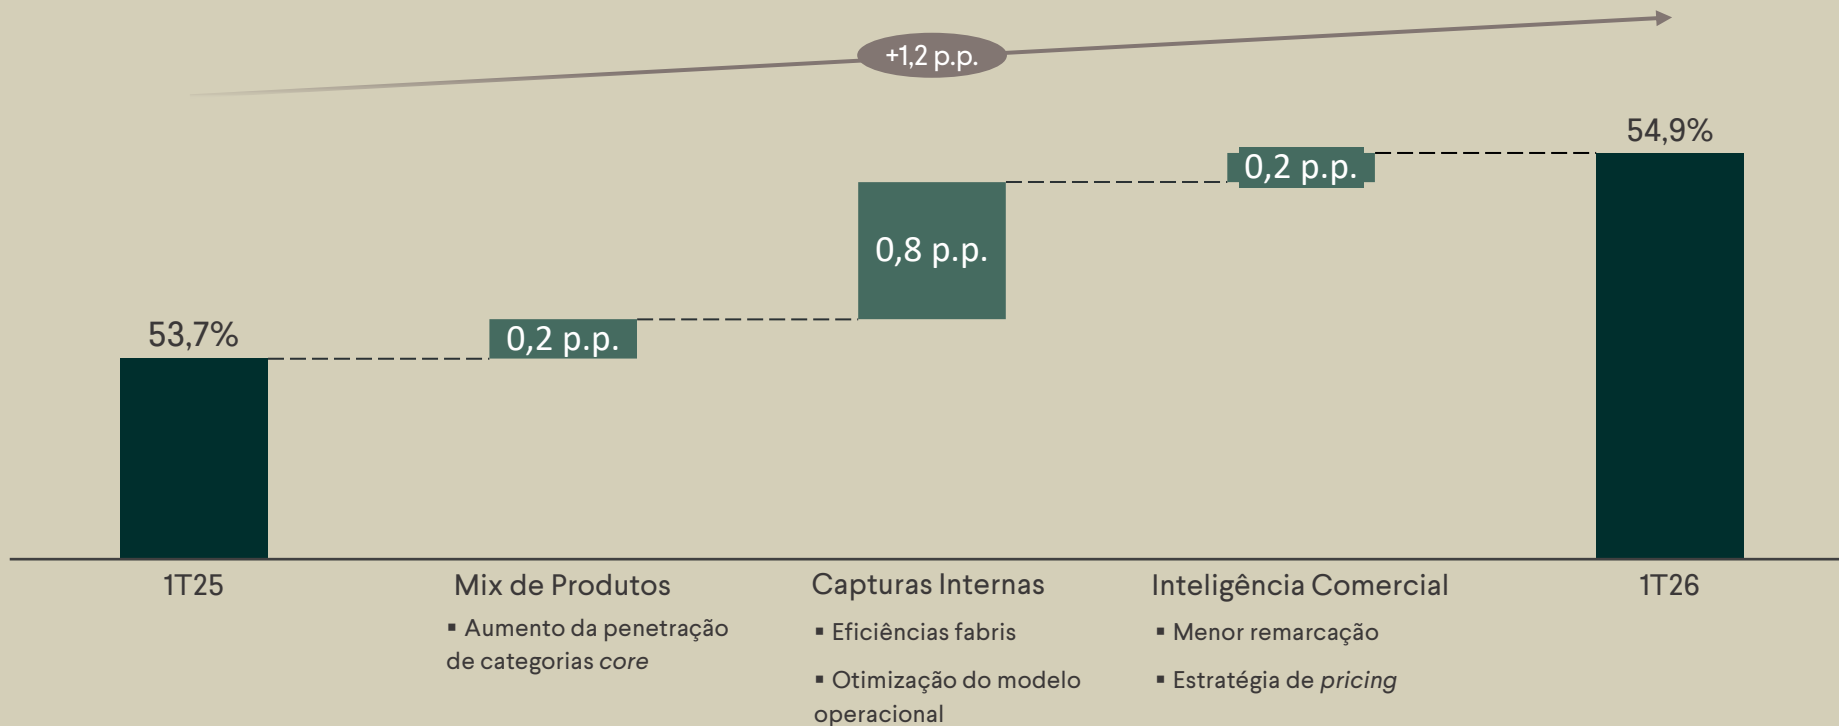 +1,2 p.p.
54,9%
0,2 p.p.
0,8 p.p.
53,7%
0,2 p.p.
1T25
Mix de Produtos
▪ Aumento da penetração
de categorias core
Capturas Internas
▪ Eficiências fabris
▪ Otimização do modelo
operacional
Inteligência Comercial
▪ Menor remarcação
▪ Estratégia de pricing
1T26